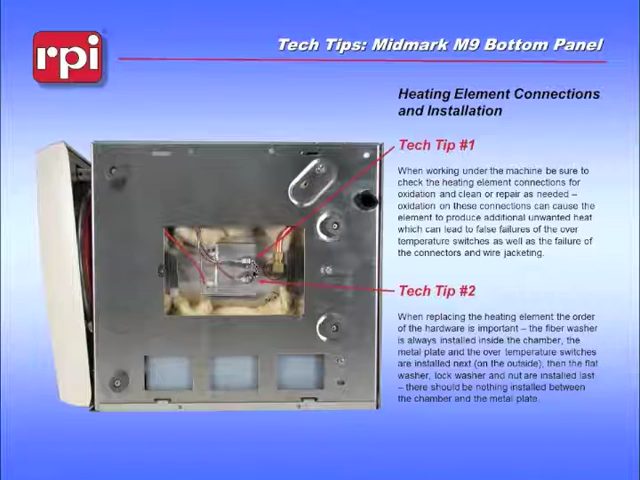 rpi
Tech Tips: Midmark M9 Bottom Panel
Heating Element Connections
and Installation
Tech Tip #1
When working under the machine be sure to
check the heating element connections for
oxidation and clean or repair as needed –
oxidation on these connections can cause the
element to produce additional unwanted heat
which can lead to false failures of the over
temperature switches as well as the failure of
the connectors and wire jacketing.
Tech Tip #2
When replacing the heating element the order
of the hardware is important – the fiber washer
is always installed inside the chamber, the
metal plate and the over temperature switches
are installed next (on the outside), then the flat
washer, lock washer and nut are installed last
– there should be nothing installed between
the chamber and the metal plate.